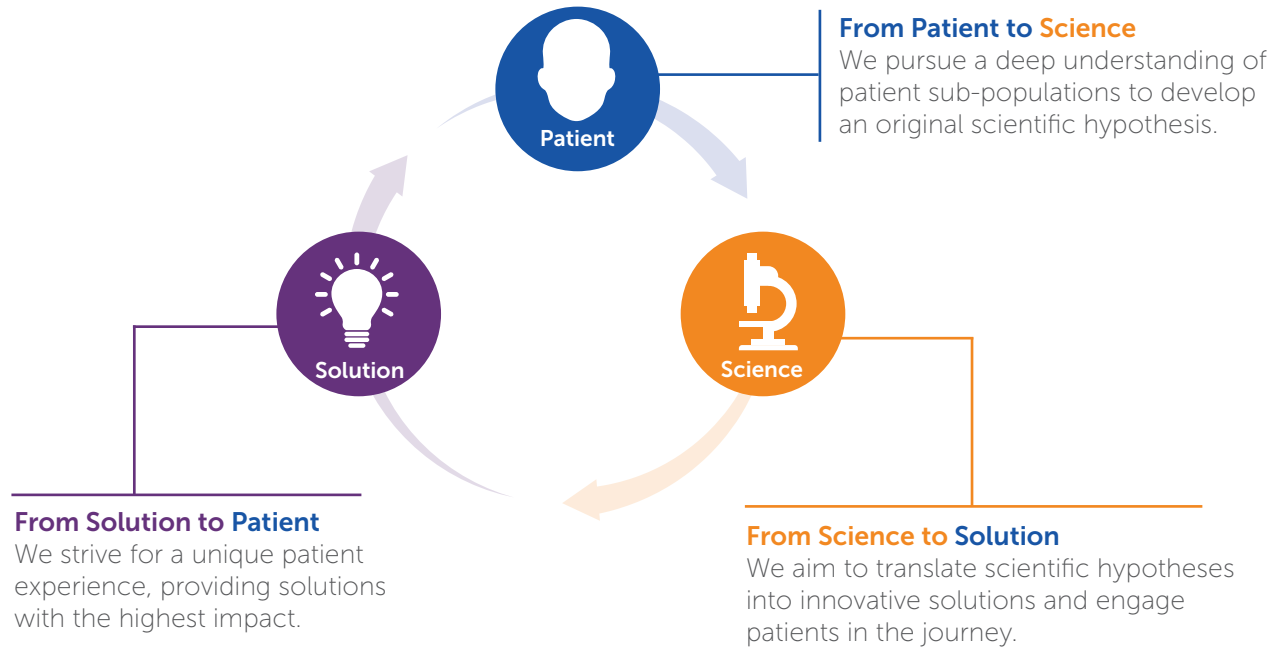 Patient
From Patient to Science
We pursue a deep understanding of
patient sub-populations to develop
an original scientific hypothesis.
Science
From Science to Solution
We aim to translate scientific hypotheses
into innovative solutions and engage
patients in the journey.
Solution
From Solution to Patient
We strive for a unique patient
experience, providing solutions
with the highest impact.